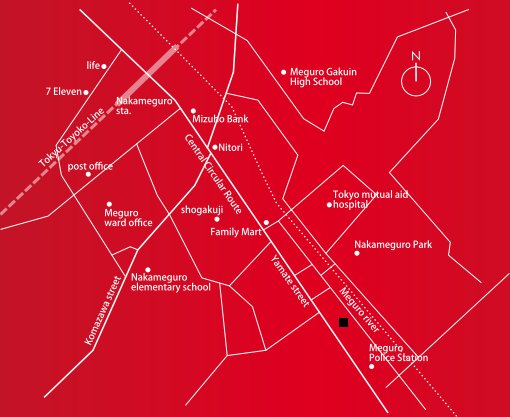 N
life
Meguro Gakuin
High School
7 Eleven
Nakameguro
sta.
Mizuho Bank
Tokyu-Toyoko-Line
Central Circular Route
Nitori
post office
Tokyo mutual aid
hospital
Meguro
ward office
shogakuji
Family Mart
Nakameguro Park
Nakameguro
elementary school
Yamate street
Komazawa street
Meguro river
Meguro
Police Station